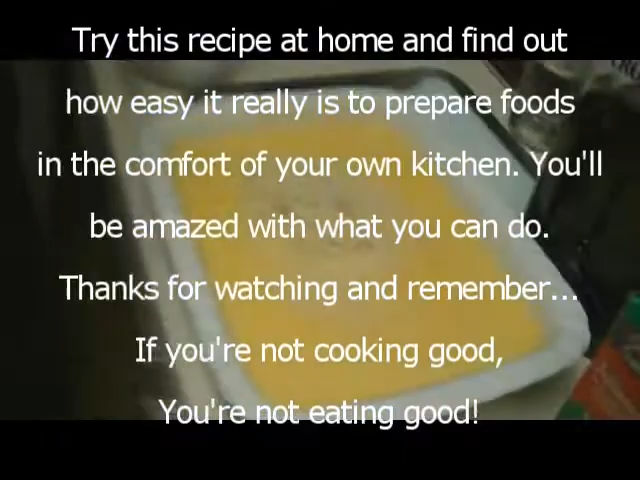 Try this recipe at home and find out
how easy it really is to prepare foods
in the comfort of your own kitchen. You'll
be amazed with what you can do.
Thanks for watching and remember...
If you're not cooking good,
You're not eating good!